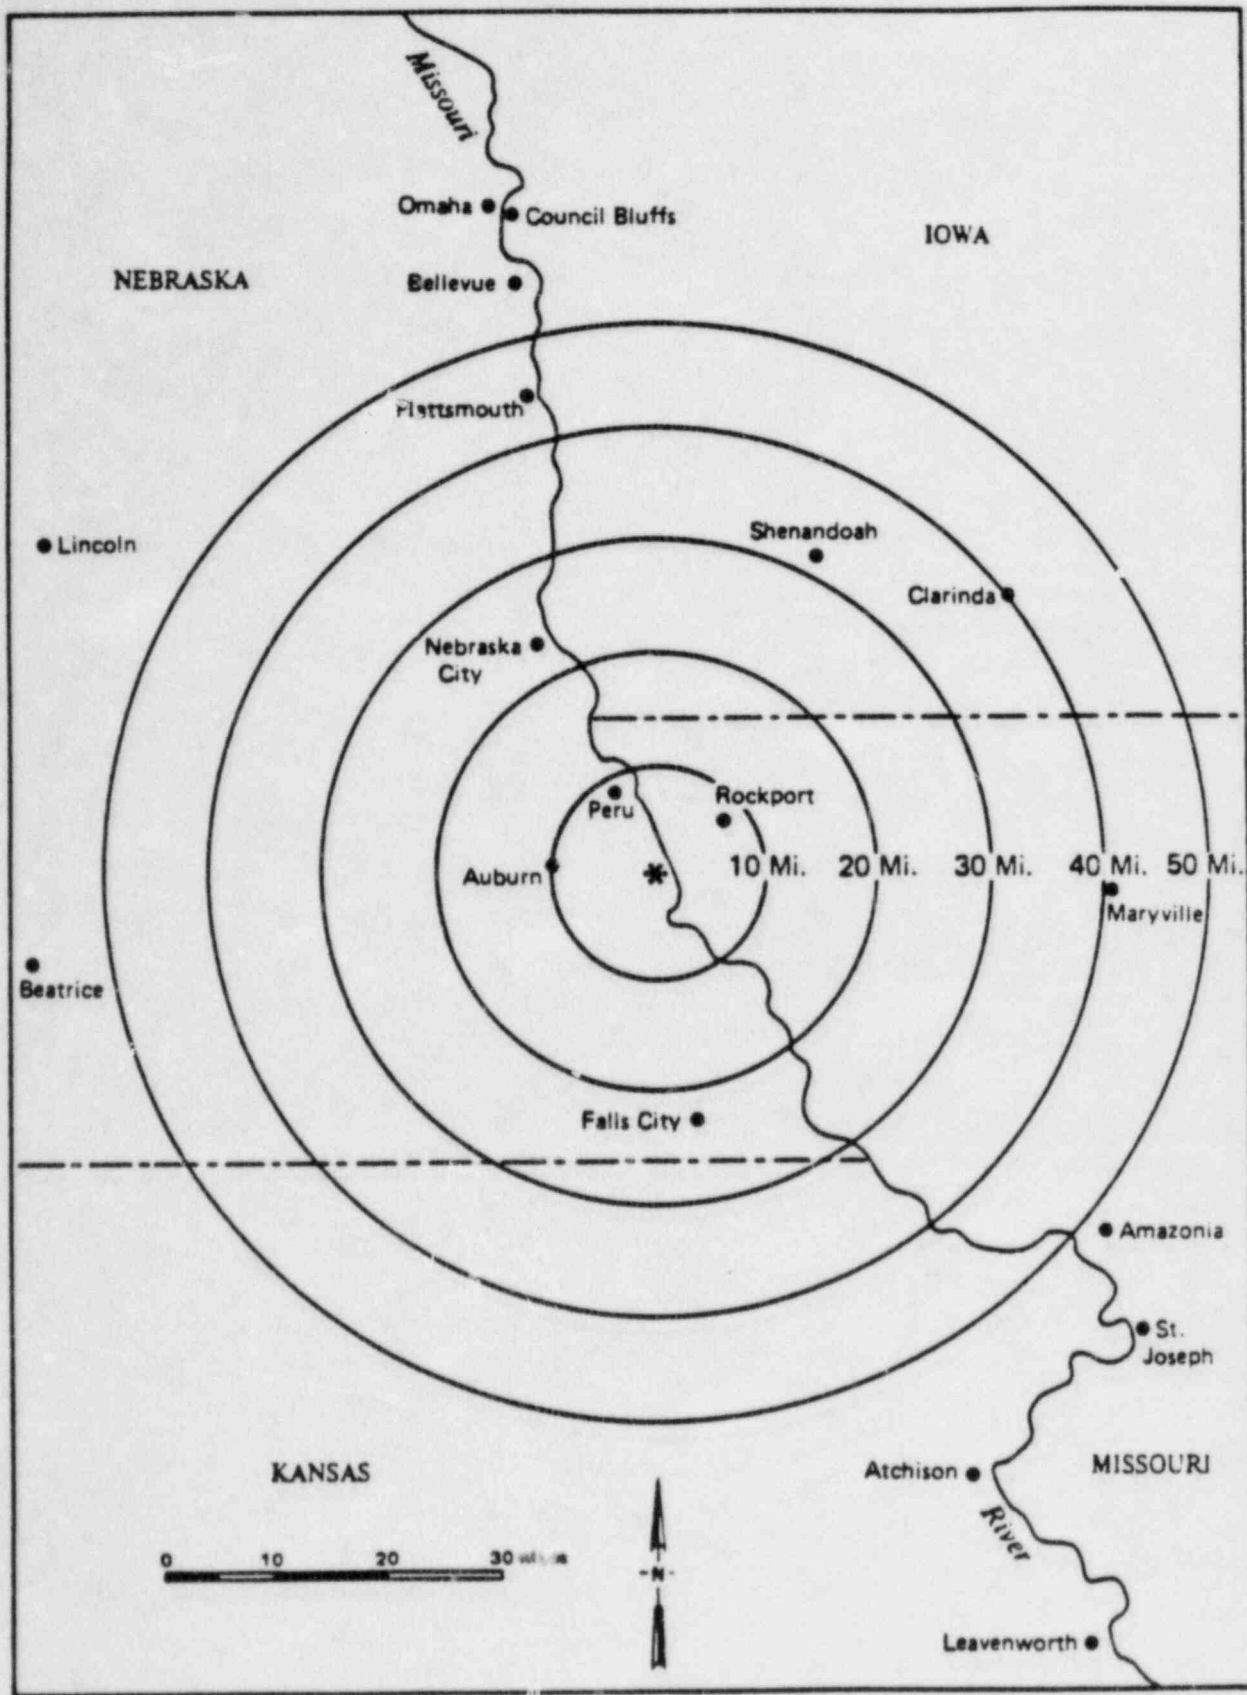 Missouri
Omaha
Council Bluffs
IOWA
NEBRASKA
Bellevue
Plattsmouth
Lincoln
Shenandoah
Clarinda
Nebraska
City
Peru
Rockport
Auburn
10 Mi.
20 Mi.
30 Mi.
40 Mi.
50 Mi.
Maryville
Beatrice
Falls City
Amazonia
St.
Joseph
KANSAS
Atchison
MISSOURI
River
0 10 20 30
N
Leavenworth